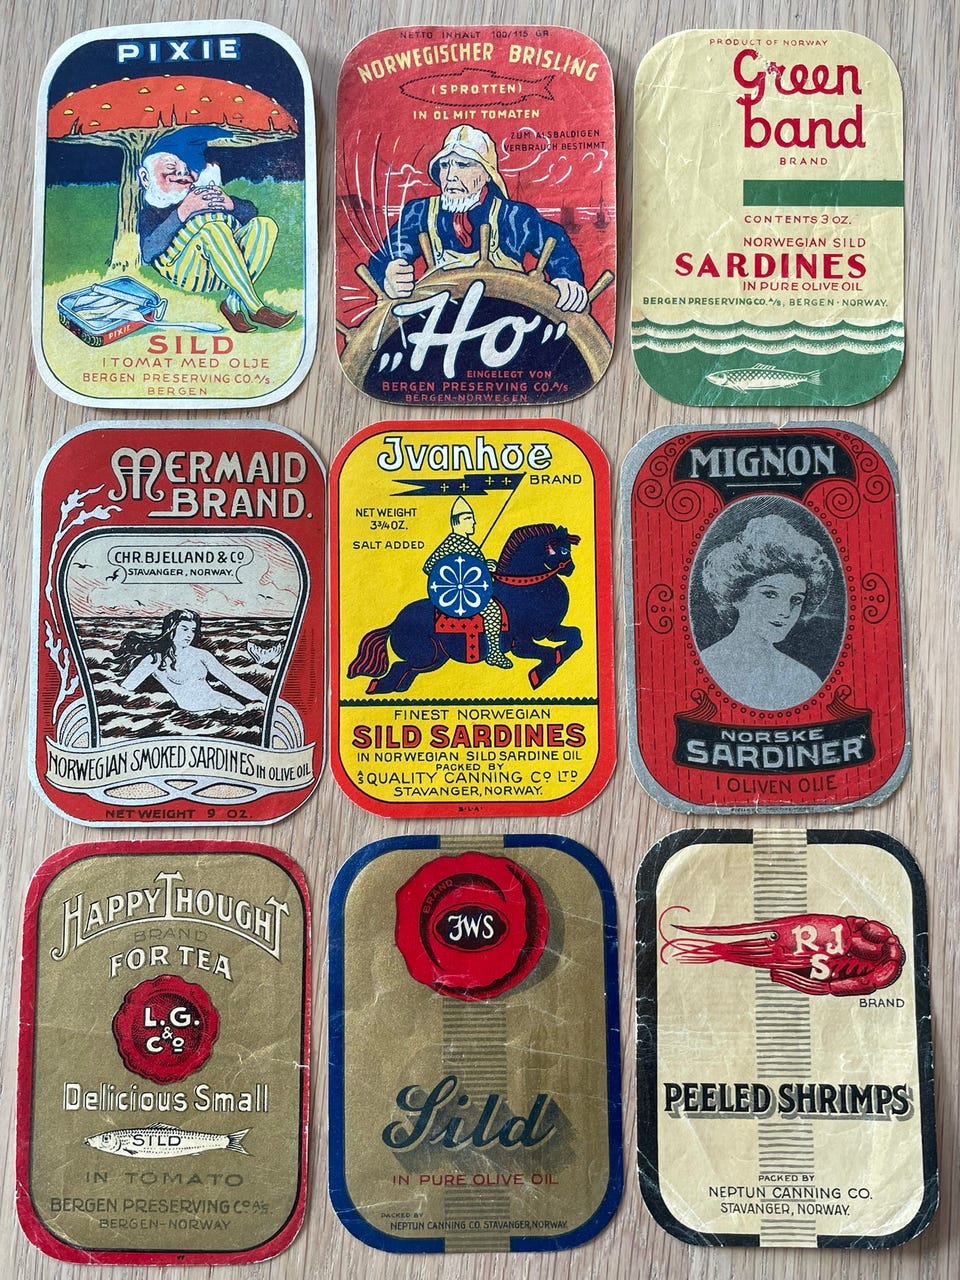 PIXIE
PIXIE
SILD
I TOMAT MED OLJE
BERGEN PRESERVING CO. A/S.
BERGEN
NETTO INHALT 100/115 GR.
NORWEGISCHER BRISLING
(SPROTTEN)
IN ÖL MIT TOMATEN
ZUM ALSBALDIGEN
VERBRAUCH BESTIMMT
„Ho”
EINGELEGT VON
BERGEN PRESERVING CO. A/S
BERGEN-NORWEGEN
PRODUCT OF NORWAY
Green
band
BRAND
CONTENTS 3 OZ.
NORWEGIAN SILD
SARDINES
IN PURE OLIVE OIL
BERGEN PRESERVING CO. A/S, BERGEN - NORWAY.
MERMAID
BRAND.
CHR. BJELLAND & Co
STAVANGER, NORWAY.
NORWEGIAN SMOKED SARDINES IN OLIVE OIL
NET WEIGHT 9 OZ.
Ivanhoe
BRAND
NET WEIGHT
3¾ OZ.
SALT ADDED
FINEST NORWEGIAN
SILD SARDINES
IN NORWEGIAN SILD SARDINE OIL
PACKED BY
A/S QUALITY CANNING Co LTD
STAVANGER, NORWAY.
S.L.A.
MIGNON
NORSKE
SARDINER
I OLIVEN OLIE
HAPPY THOUGHT
BRAND
FOR TEA
L.G.
&
Co
Delicious Small
SILD
IN TOMATO
BERGEN PRESERVING Co A/S.
BERGEN-NORWAY
BRAND
JWS
Sild
IN PURE OLIVE OIL
PACKED BY
NEPTUN CANNING CO. STAVANGER, NORWAY.
RJ
S
BRAND
PEELED SHRIMPS
PACKED BY
NEPTUN CANNING CO.
STAVANGER, NORWAY.